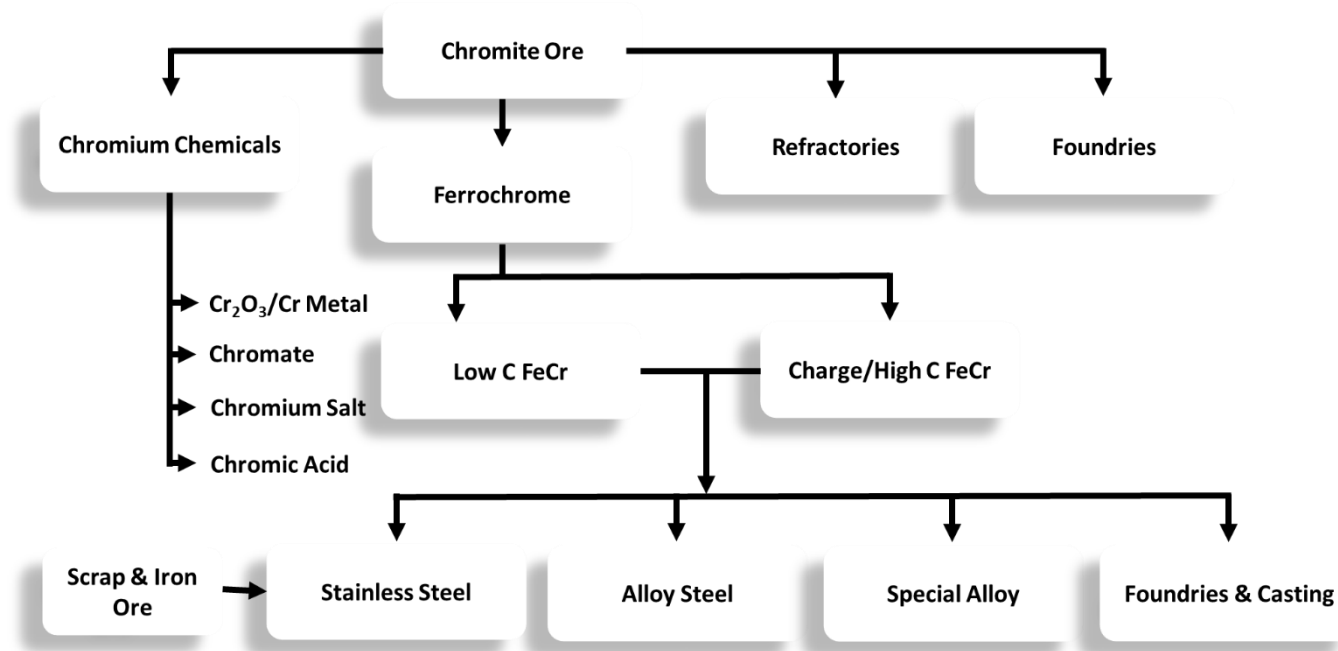 Chromite Ore
Chromium Chemicals
Refractories
Foundries
Ferrochrome
Cr₂O₃/Cr Metal
Chromate
Chromium Salt
Chromic Acid
Low C FeCr
Charge/High C FeCr
Scrap & Iron
Ore
Stainless Steel
Alloy Steel
Special Alloy
Foundries & Casting